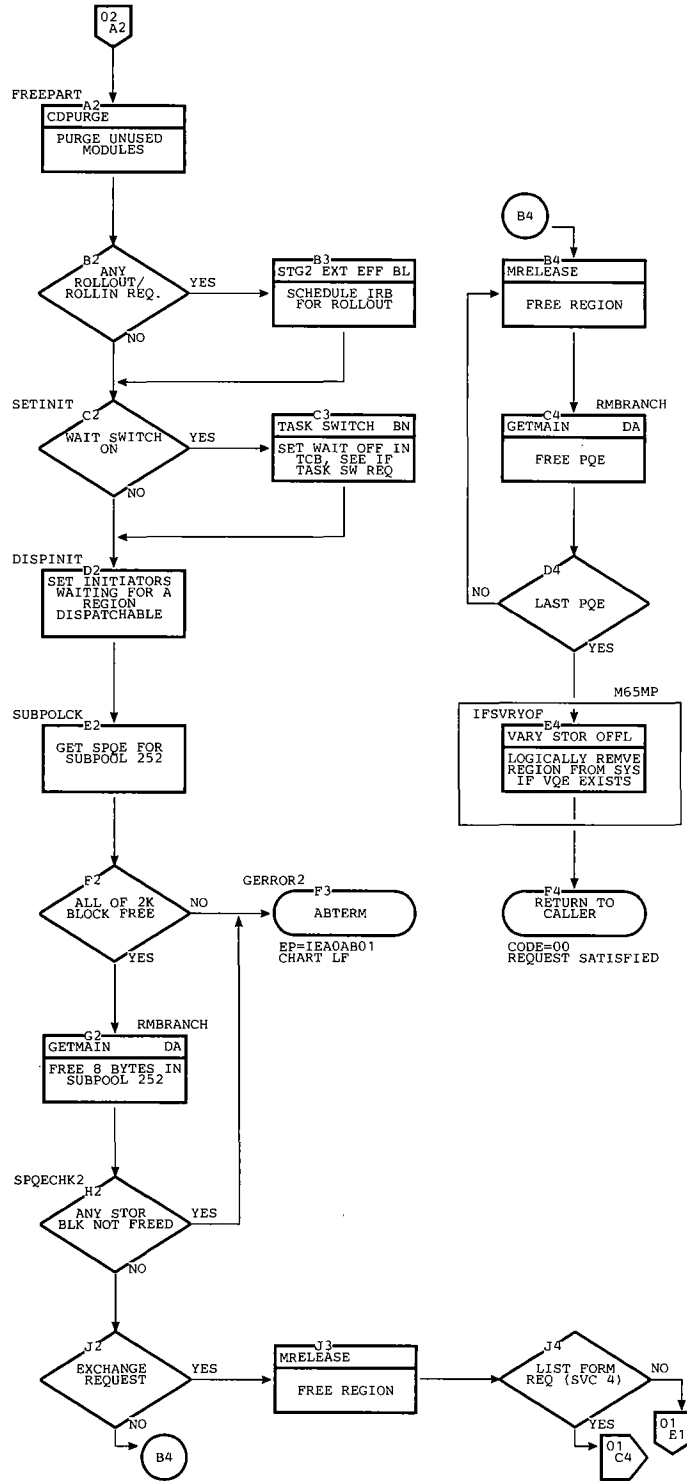 02
A2
FREEPART
A2
CDPURGE
PURGE UNUSED
MODULES
B2
ANY
ROLLOUT/
ROLLIN REQ.
YES
NO
B3
STG2 EXT EFF BL
SCHEDULE IRB
FOR ROLLOUT
SETINIT
C2
WAIT SWITCH
ON
YES
NO
C3
TASK SWITCH BN
SET WAIT OFF IN
TCB, SEE IF
TASK SW REQ
DISPINIT
D2
SET INITIATORS
WAITING FOR A
REGION
DISPATCHABLE
SUBPOLCK
E2
GET SPQE FOR
SUBPOOL 252
F2
ALL OF 2K
BLOCK FREE
NO
YES
GERROR2
F3
ABTERM
EP=IEA0AB01
CHART LF
RMBRANCH
G2
GETMAIN DA
FREE 8 BYTES IN
SUBPOOL 252
SPQECHK2
H2
ANY STOR
BLK NOT FREED
YES
NO
J2
EXCHANGE
REQUEST
YES
NO
B4
J3
MRELEASE
FREE REGION
J4
LIST FORM
REQ (SVC 4)
NO
YES
01
E1
01
C4
B4
B4
MRELEASE
FREE REGION
RMBRANCH
C4
GETMAIN DA
FREE PQE
D4
LAST PQE
NO
YES
M65MP
IFSVRYOF
E4
VARY STOR OFFL
LOGICALLY REMVE
REGION FROM SYS
IF VQE EXISTS
F4
RETURN TO
CALLER
CODE=00
REQUEST SATISFIED